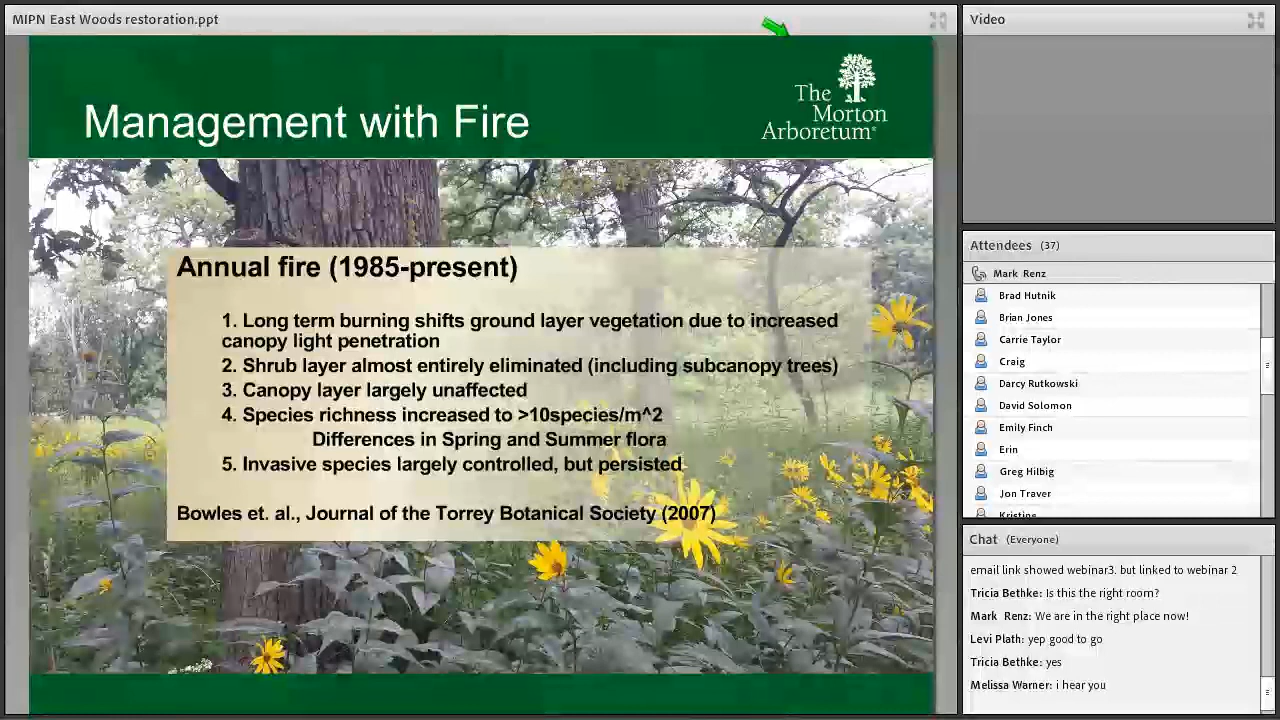 MIPN East Woods restoration.ppt
Management with Fire
The
Morton
Arboretum®
Annual fire (1985-present)
1. Long term burning shifts ground layer vegetation due to increased
canopy light penetration
2. Shrub layer almost entirely eliminated (including subcanopy trees)
3. Canopy layer largely unaffected
4. Species richness increased to >10species/m^2
Differences in Spring and Summer flora
5. Invasive species largely controlled, but persisted
Bowles et. al., Journal of the Torrey Botanical Society (2007)
Video
Attendees (37)
Mark Renz
Brad Hutnik
Brian Jones
Carrie Taylor
Craig
Darcy Rutkowski
David Solomon
Emily Finch
Erin
Greg Hilbig
Jon Traver
Kristine
Chat (Everyone)
email link showed webinar3. but linked to webinar 2
Tricia Bethke: Is this the right room?
Mark Renz: We are in the right place now!
Levi Plath: yep good to go
Tricia Bethke: yes
Melissa Warner: i hear you